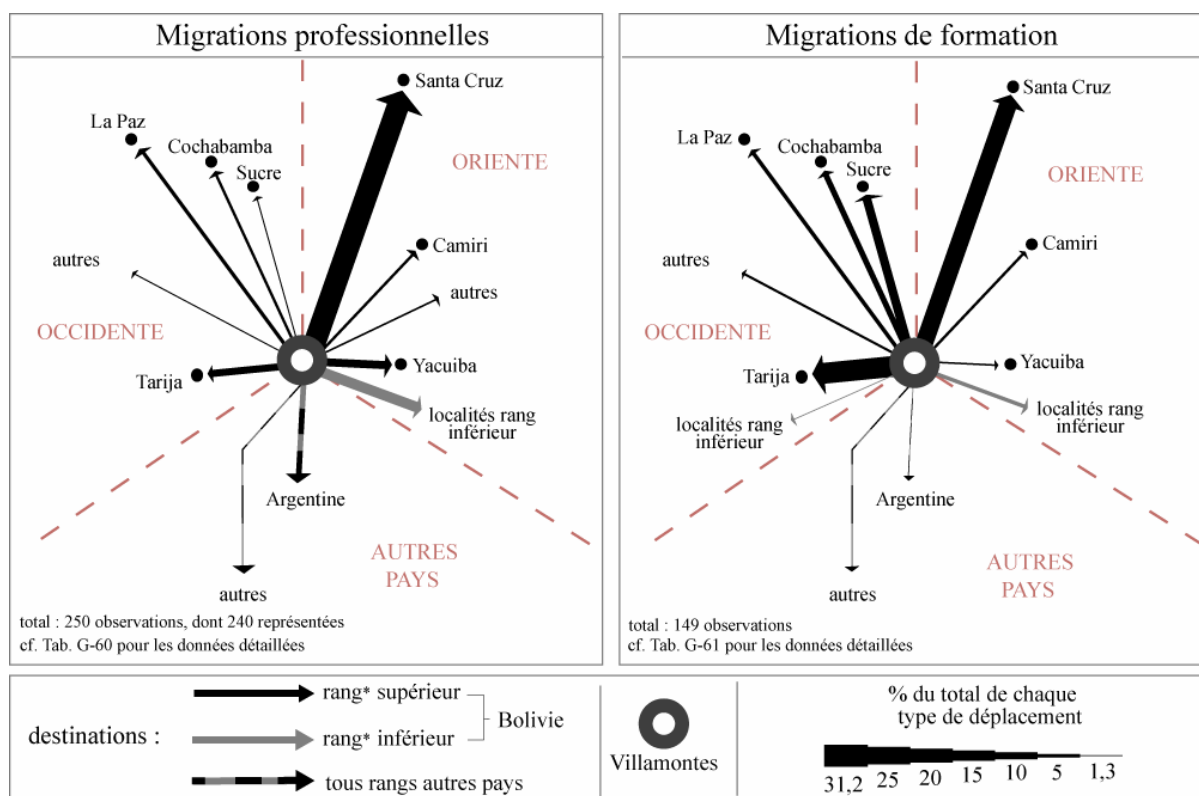 Migrations professionnelles
Santa Cruz
La Paz
Cochabamba
Sucre
ORIENTE
Camiri
autres
autres
OCCIDENTE
Tarija
Yacuiba
localités rang
inférieur
Argentine
AUTRES
PAYS
autres
total : 250 observations, dont 240 représentées
cf. Tab. G-60 pour les données détaillées
Migrations de formation
Santa Cruz
La Paz
Cochabamba
Sucre
ORIENTE
Camiri
autres
OCCIDENTE
Tarija
Yacuiba
localités rang
inférieur
localités rang
inférieur
Argentine
AUTRES
PAYS
autres
total : 149 observations
cf. Tab. G-61 pour les données détaillées
destinations :
rang* supérieur
rang* inférieur
Bolivie
tous rangs autres pays
Villamontes
% du total de chaque
type de déplacement
31,2 25 20 15 10 5 1,3